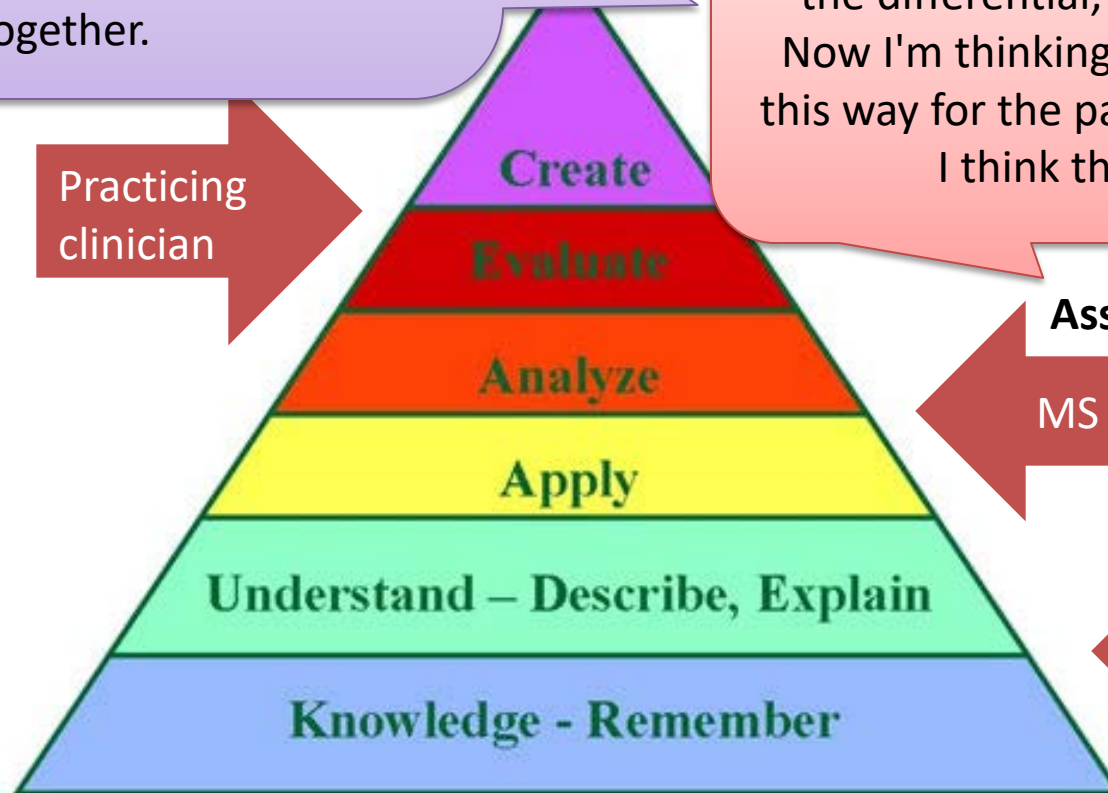 together.
the differential,
Now I'm thinking
this way for the pa
I think th
Practicing
clinician
Create
Evaluate
Analyze
Apply
Understand – Describe, Explain
Knowledge - Remember
Ass
MS